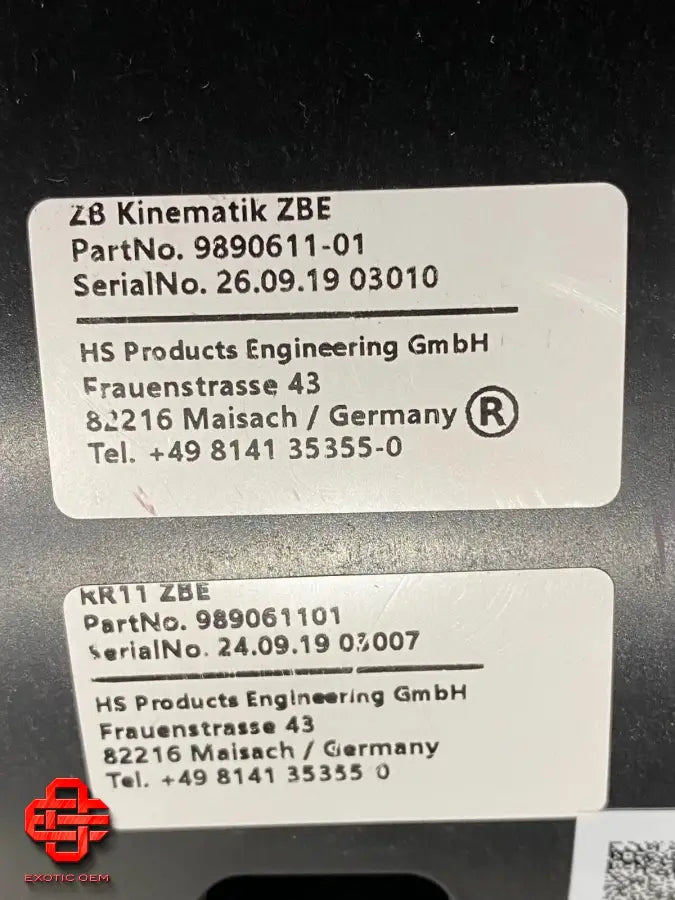 ZB Kinematik ZBE
PartNo. 9890611-01
SerialNo. 26.09.19 03010
HS Products Engineering GmbH
Frauenstrasse 43
82216 Maisach / Germany ®
Tel. +49 8141 35355-0
RR11 ZBE
PartNo. 989061101
SerialNo. 24.09.19 03007
HS Products Engineering GmbH
Frauenstrasse 43
82216 Maisach / Germany
Tel. +49 8141 35355 0
EXOTIC OEM